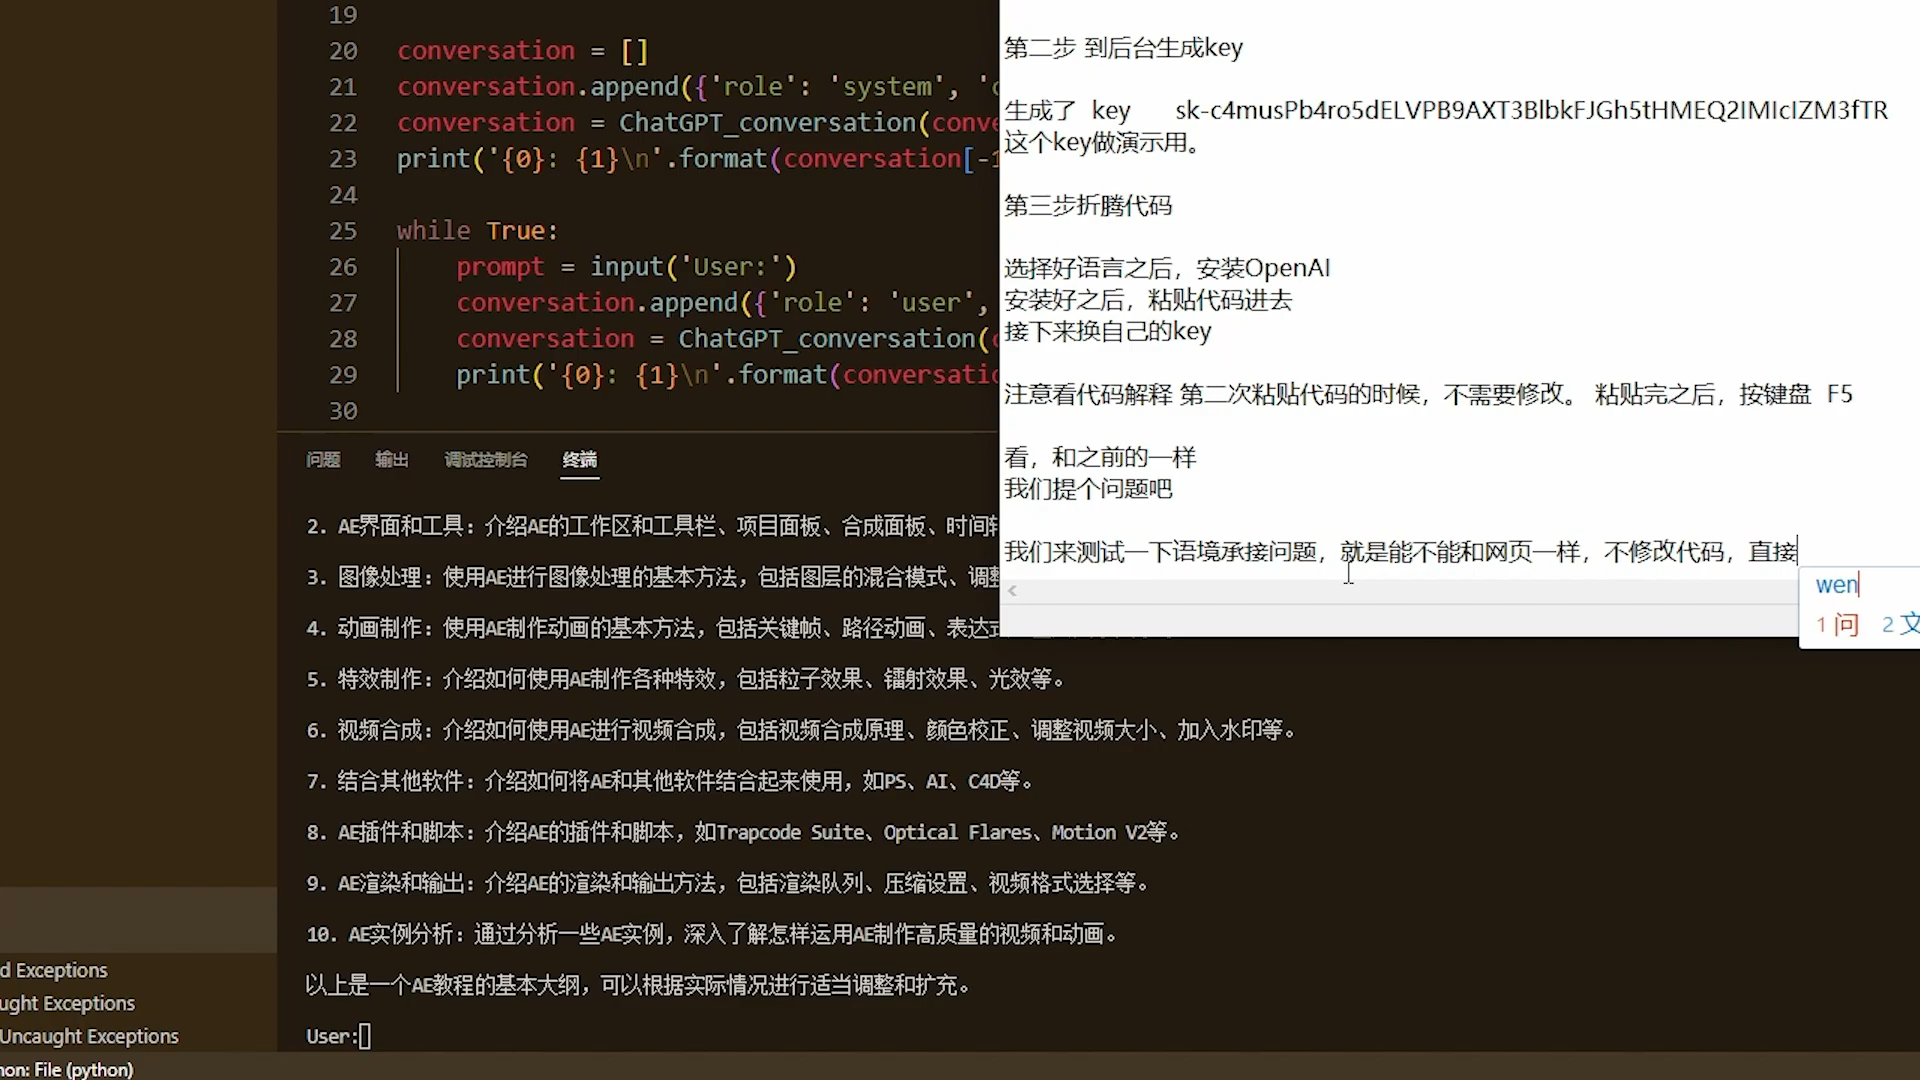 19
20 conversation = []
21 conversation.append({'role': 'system', 'c
22 conversation = ChatGPT_conversation(conve
23 print('{0}: {1}\n'.format(conversation[-1
24
25 while True:
26 prompt = input('User:')
27 conversation.append({'role': 'user',
28 conversation = ChatGPT_conversation(c
29 print('{0}: {1}\n'.format(conversatio
30
问题 输出 调试控制台 终端
2. AE界面和工具：介绍AE的工作区和工具栏、项目面板、合成面板、时间轴
3. 图像处理：使用AE进行图像处理的基本方法，包括图层的混合模式、调整
4. 动画制作：使用AE制作动画的基本方法，包括关键帧、路径动画、表达式
5. 特效制作：介绍如何使用AE制作各种特效，包括粒子效果、镭射效果、光效等。
6. 视频合成：介绍如何使用AE进行视频合成，包括视频合成原理、颜色校正、调整视频大小、加入水印等。
7. 结合其他软件：介绍如何将AE和其他软件结合起来使用，如PS、AI、C4D等。
8. AE插件和脚本：介绍AE的插件和脚本，如Trapcode Suite、Optical Flares、Motion V2等。
9. AE渲染和输出：介绍AE的渲染和输出方法，包括渲染队列、压缩设置、视频格式选择等。
10. AE实例分析：通过分析一些AE实例，深入了解怎样运用AE制作高质量的视频和动画。
以上是一个AE教程的基本大纲，可以根据实际情况进行适当调整和扩充。
User:
第二步 到后台生成key
生成了 key 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
这个key做演示用。
第三步折腾代码
选择好语言之后，安装OpenAI
安装好之后，粘贴代码进去
接下来换自己的key
注意看代码解释 第二次粘贴代码的时候，不需要修改。 粘贴完之后，按键盘 F5
看，和之前的一样
我们提个问题吧
我们来测试一下语境承接问题，就是能不能和网页一样，不修改代码，直接
wen
1 问 2 文
d Exceptions
ught Exceptions
Uncaught Exceptions
hon: File (python)